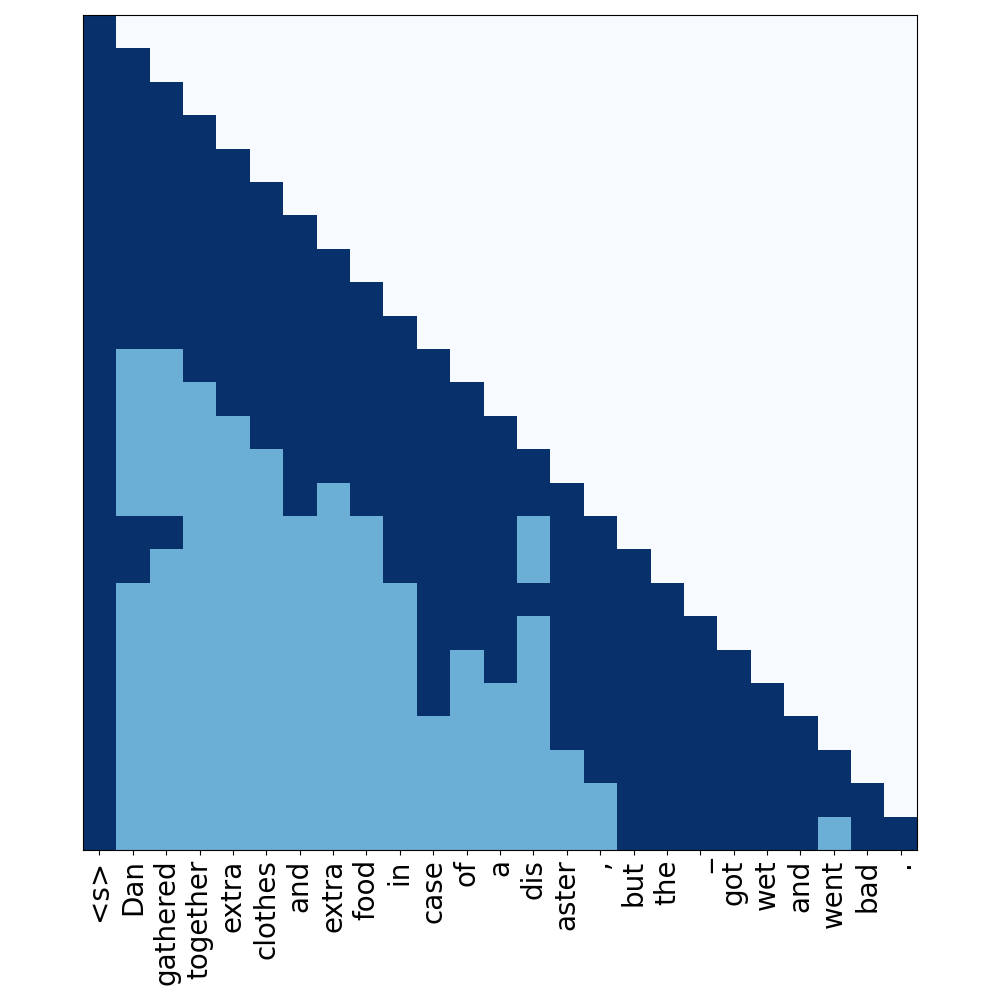 <s> Dan gathered together extra clothes and extra food in case of a dis aster , but the _ got wet and went bad .